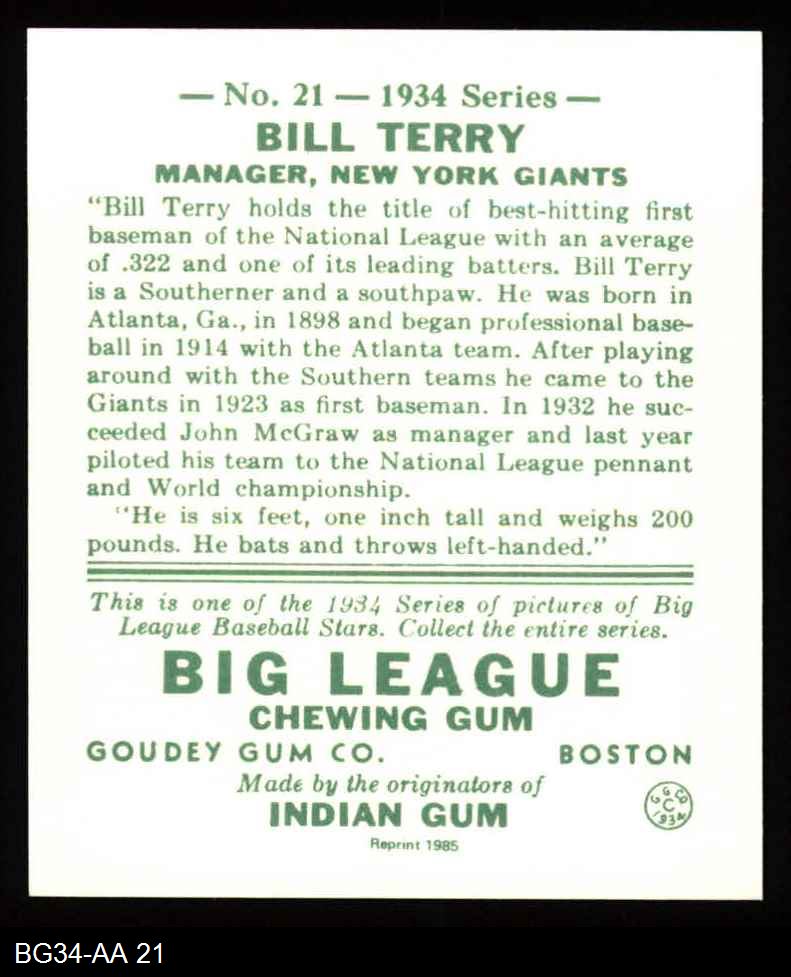 — No. 21 — 1934 Series —
BILL TERRY
MANAGER, NEW YORK GIANTS
"Bill Terry holds the title of best-hitting first
baseman of the National League with an average
of .322 and one of its leading batters. Bill Terry
is a Southerner and a southpaw. He was born in
Atlanta, Ga., in 1898 and began professional base-
ball in 1914 with the Atlanta team. After playing
around with the Southern teams he came to the
Giants in 1923 as first baseman. In 1932 he suc-
ceeded John McGraw as manager and last year
piloted his team to the National League pennant
and World championship.
"He is six feet, one inch tall and weighs 200
pounds. He bats and throws left-handed."
This is one of the 1934 Series of pictures of Big
League Baseball Stars. Collect the entire series.
BIG LEAGUE
CHEWING GUM
GOUDEY GUM CO. BOSTON
Made by the originators of
INDIAN GUM
G G CO
C
1934
Reprint 1985
BG34-AA 21